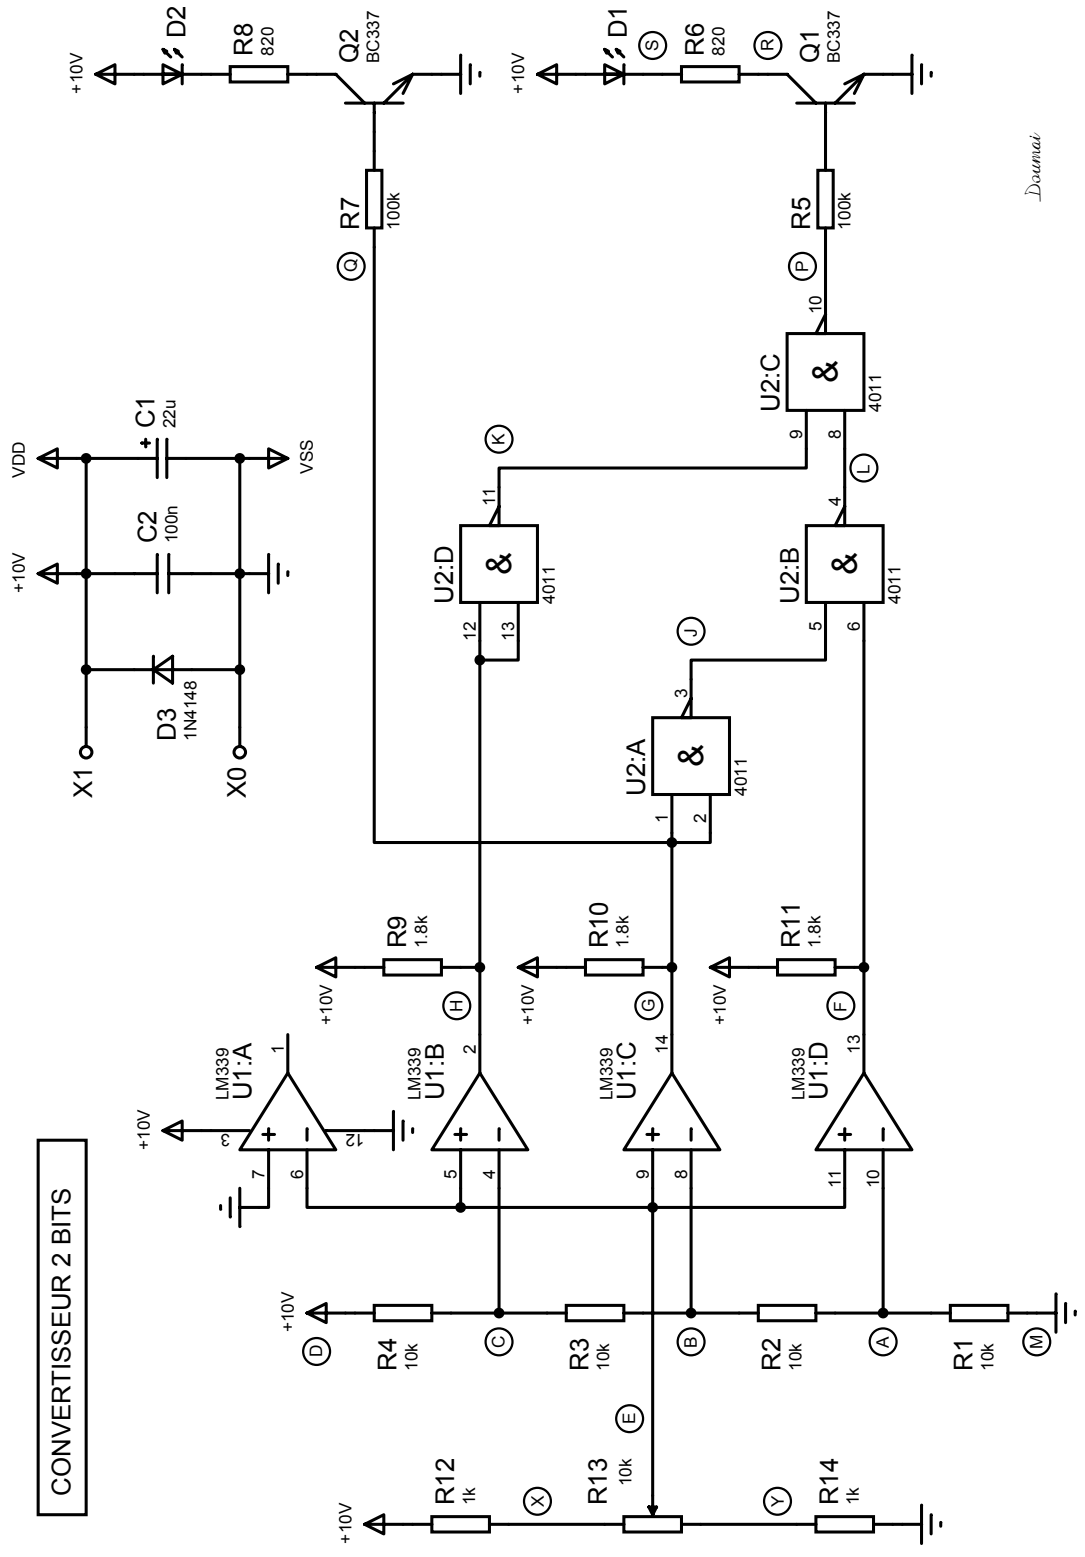 CONVERTISSEUR 2 BITS
X1
X0
D3
1N4148
+10V
C2
100n
VDD
C1
22u
VSS
+10V
D2
R8
820
Q2
BC337
R7
100k
Q
+10V
D1
S
R6
820
R
Q1
BC337
R5
100k
P
+10V
R12
1k
X
R13
10k
E
Y
R14
1k
+10V
D
R4
10k
C
R3
10k
B
R2
10k
A
R1
10k
M
+10V
3
7
6
12
1
LM339
U1:A
5
4
2
LM339
U1:B
H
+10V
R9
1.8k
9
8
14
LM339
U1:C
G
+10V
R10
1.8k
11
10
13
LM339
U1:D
F
+10V
R11
1.8k
U2:A
1
2
3
&
4011
J
U2:D
12
13
11
&
4011
K
U2:B
5
6
4
&
4011
L
U2:C
9
8
10
&
4011
Doumai